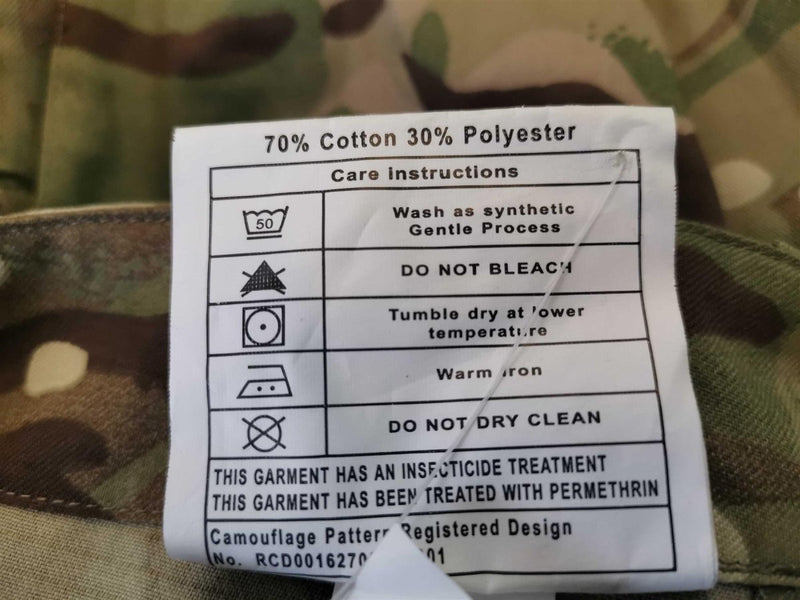 70% Cotton 30% Polyester
Care instructions
50
Wash as synthetic
Gentle Process
DO NOT BLEACH
Tumble dry at lower
temperature
Warm iron
DO NOT DRY CLEAN
THIS GARMENT HAS AN INSECTICIDE TREATMENT
THIS GARMENT HAS BEEN TREATED WITH PERMETHRIN
Camouflage Pattern Registered Design
No.